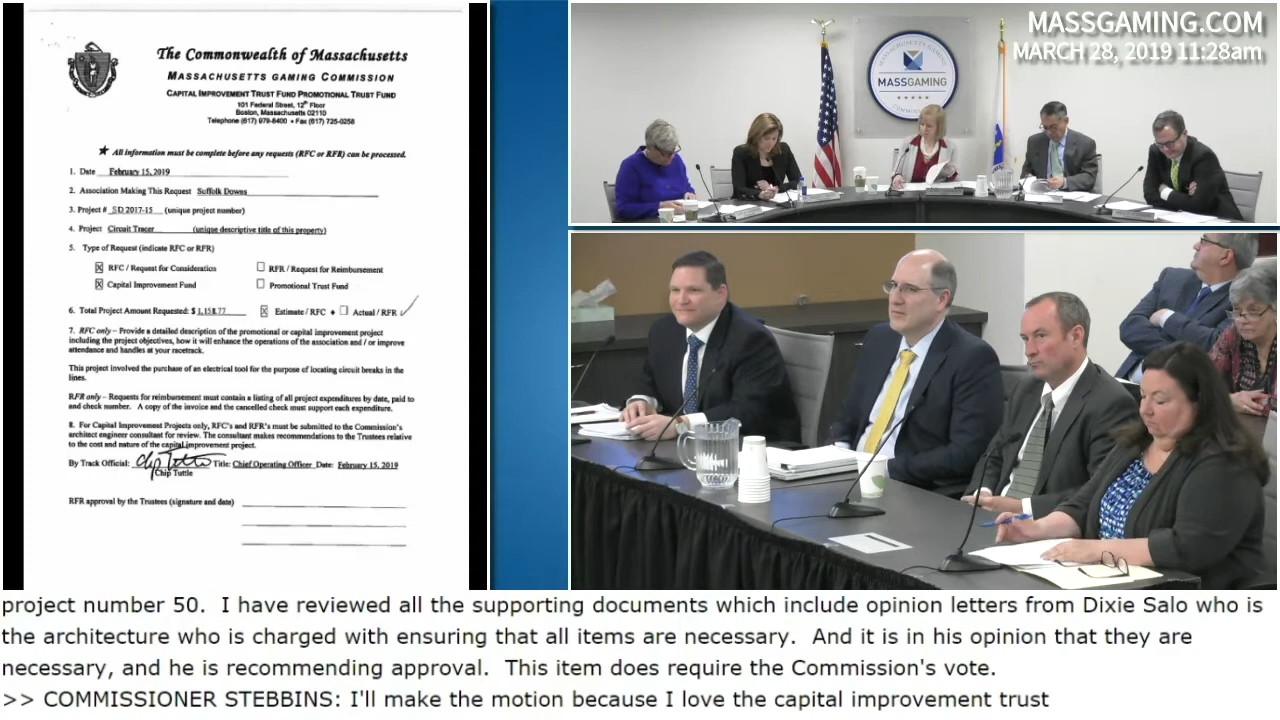 The Commonwealth of Massachusetts
MASSACHUSETTS GAMING COMMISSION
CAPITAL IMPROVEMENT TRUST FUND PROMOTIONAL TRUST FUND
101 Federal Street, 12th Floor
Boston, Massachusetts 02110
Telephone (617) 979-8400 • Fax (617) 725-0258
★ All information must be complete before any requests (RFC or RFR) can be processed.
1. Date February 15, 2019
2. Association Making This Request Suffolk Downs
3. Project # SD 2017-15 (unique project number)
4. Project Circuit Tracer (unique descriptive title of this property)
5. Type of Request (indicate RFC or RFR)
☒ RFC / Request for Consideration ☐ RFR / Request for Reimbursement
☒ Capital Improvement Fund ☐ Promotional Trust Fund
6. Total Project Amount Requested: $ 1,158.77 ☒ Estimate / RFC ♦ ☐ Actual / RFR
7. RFC only – Provide a detailed description of the promotional or capital improvement project
including the project objectives, how it will enhance the operations of the association and / or improve
attendance and handles at your racetrack.
This project involved the purchase of an electrical tool for the purpose of locating circuit breaks in the
lines.
RFR only – Requests for reimbursement must contain a listing of all project expenditures by date, paid to
and check number. A copy of the invoice and the cancelled check must support each expenditure.
8. For Capital Improvement Projects only, RFC's and RFR's must be submitted to the Commission's
architect engineer consultant for review. The consultant makes recommendations to the Trustees relative
to the cost and nature of the capital improvement project.
By Track Official: Chip Tuttle Title: Chief Operating Officer Date: February 15, 2019
Chip Tuttle
RFR approval by the Trustees (signature and date)
MASSGAMING.COM
MARCH 28, 2019 11:28am
MASSACHUSETTS GAMING
MASSGAMING
COMMISSION
project number 50. I have reviewed all the supporting documents which include opinion letters from Dixie Salo who is
the architecture who is charged with ensuring that all items are necessary. And it is in his opinion that they are
necessary, and he is recommending approval. This item does require the Commission's vote.
>> COMMISSIONER STEBBINS: I'll make the motion because I love the capital improvement trust